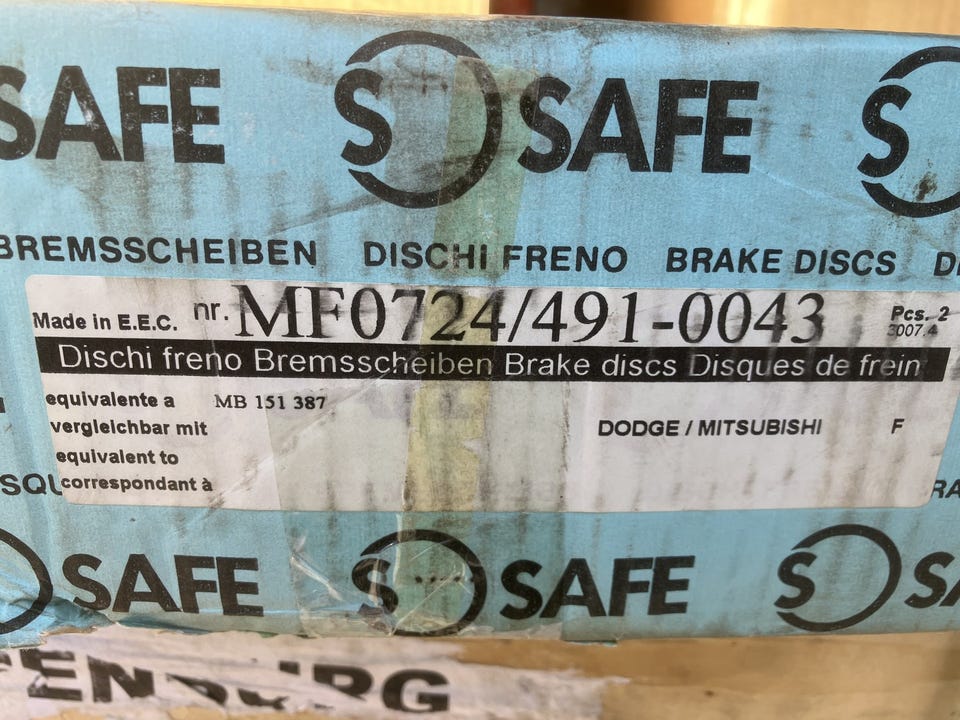 SAFE S SAFE S
BREMSSCHEIBEN DISCHI FRENO BRAKE DISCS
Made in E.E.C. nr. MF0724/491-0043 Pcs. 2
3007.4
Dischi freno Bremsscheiben Brake discs Disques de frein
equivalente a MB 151 387
vergleichbar mit DODGE / MITSUBISHI F
equivalent to
correspondant à
SAFE S SAFE S